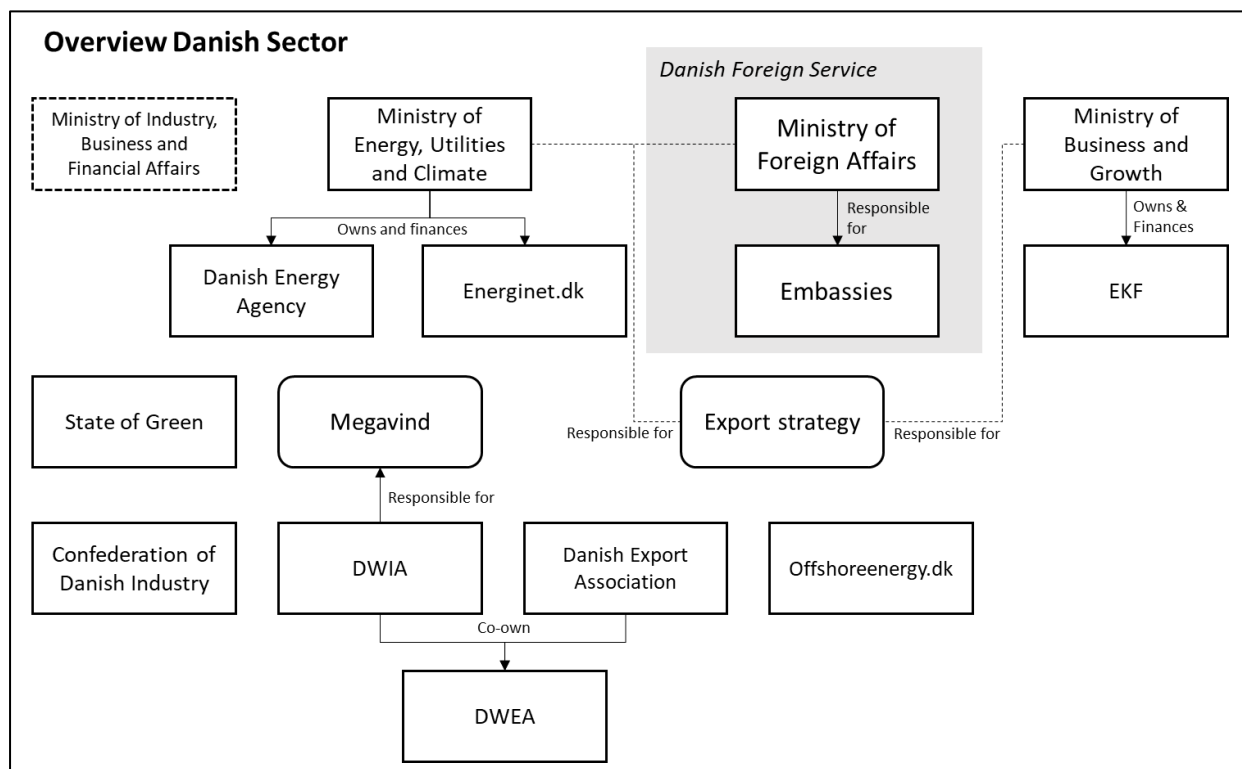 Overview Danish Sector
Danish Foreign Service
Ministry of Industry,
Business and
Financial Affairs
Ministry of
Energy, Utilities
and Climate
Ministry of
Foreign Affairs
Ministry of
Business and
Growth
Owns and finances
Responsible
for
Owns &
Finances
Danish Energy
Agency
Energinet.dk
Embassies
EKF
State of Green
Megavind
Responsible for
Export strategy
Responsible for
Responsible for
Confederation of
Danish Industry
DWIA
Danish Export
Association
Offshoreenergy.dk
Co-own
DWEA